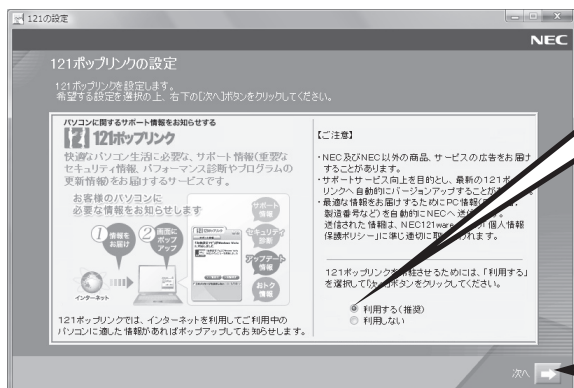 121の設定
NEC
121ポップリンクの設定
121ポップリンクを設定します。
希望する設定を選択の上、右下の[次へ]ボタンをクリックしてください。
パソコンに関するサポート情報をお知らせする
121ポップリンク
快適なパソコン生活に必要な、サポート情報(重要な
セキュリティ情報、パフォーマンス診断やプログラムの
更新情報)をお届けするサービスです。
お客様のパソコンに
必要な情報をお知らせします
1 情報を
お届け
2 画面に
ポップ
アップ
インターネット
サポート
情報
セキュリティ
診断
アップデート
情報
おトク
情報
121ポップリンクでは、インターネットを利用してご利用中の
パソコンに適した情報があればポップアップしてお知らせします。
【ご注意】
・NEC及びNEC以外の商品、サービスの広告をお届け
することがあります。
・サポートサービス向上を目的とし、最新の121ポ
リンクへ自動的にバージョンアップすることが
・最適な情報をお届けするためにPC情報
製造番号など)を自動的にNECへ送
送信された情報は、NEC121ware 個人情報
保護ポリシー」に準じ適切に取 われます。
121ポップリンクを させるためには、「利用する」
を選択して[次へ]ボタンをクリックしてください。
利用する(推奨)
利用しない
次へ